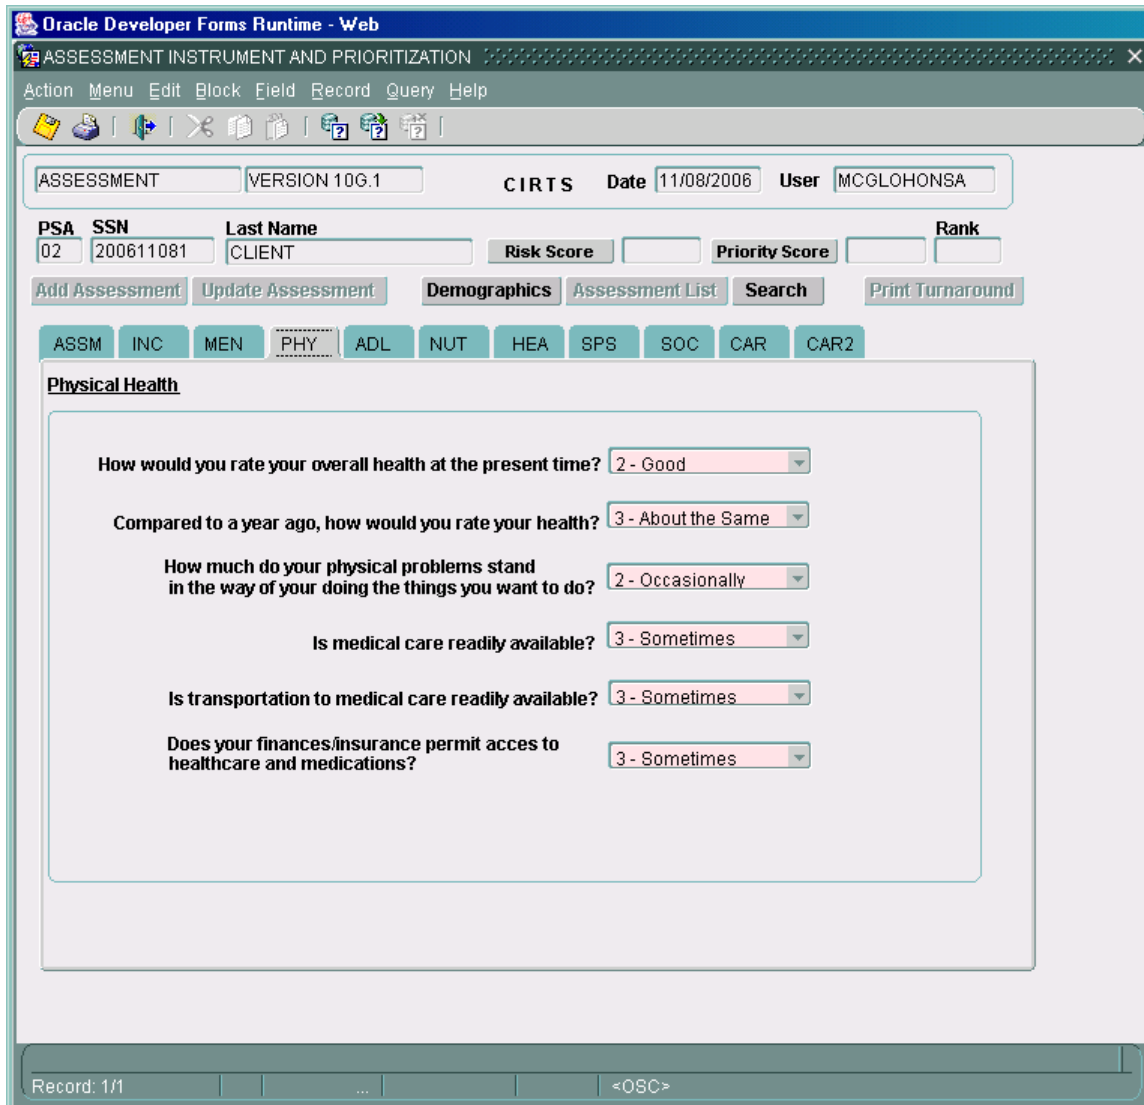 Oracle Developer Forms Runtime - Web
ASSESSMENT INSTRUMENT AND PRIORITIZATION
Action Menu Edit Block Field Record Query Help
ASSESSMENT VERSION 10G.1 CIRTS Date 11/08/2006 User MCGLOHONSA
PSA SSN Last Name Rank
02 200611081 CLIENT Risk Score Priority Score
Add Assessment Update Assessment Demographics Assessment List Search Print Turnaround
ASSM INC MEN PHY ADL NUT HEA SPS SOC CAR CAR2
Physical Health
How would you rate your overall health at the present time? 2 - Good
Compared to a year ago, how would you rate your health? 3 - About the Same
How much do your physical problems stand
in the way of your doing the things you want to do? 2 - Occasionally
Is medical care readily available? 3 - Sometimes
Is transportation to medical care readily available? 3 - Sometimes
Does your finances/insurance permit acces to
healthcare and medications? 3 - Sometimes
Record: 1/1 ... <OSC>